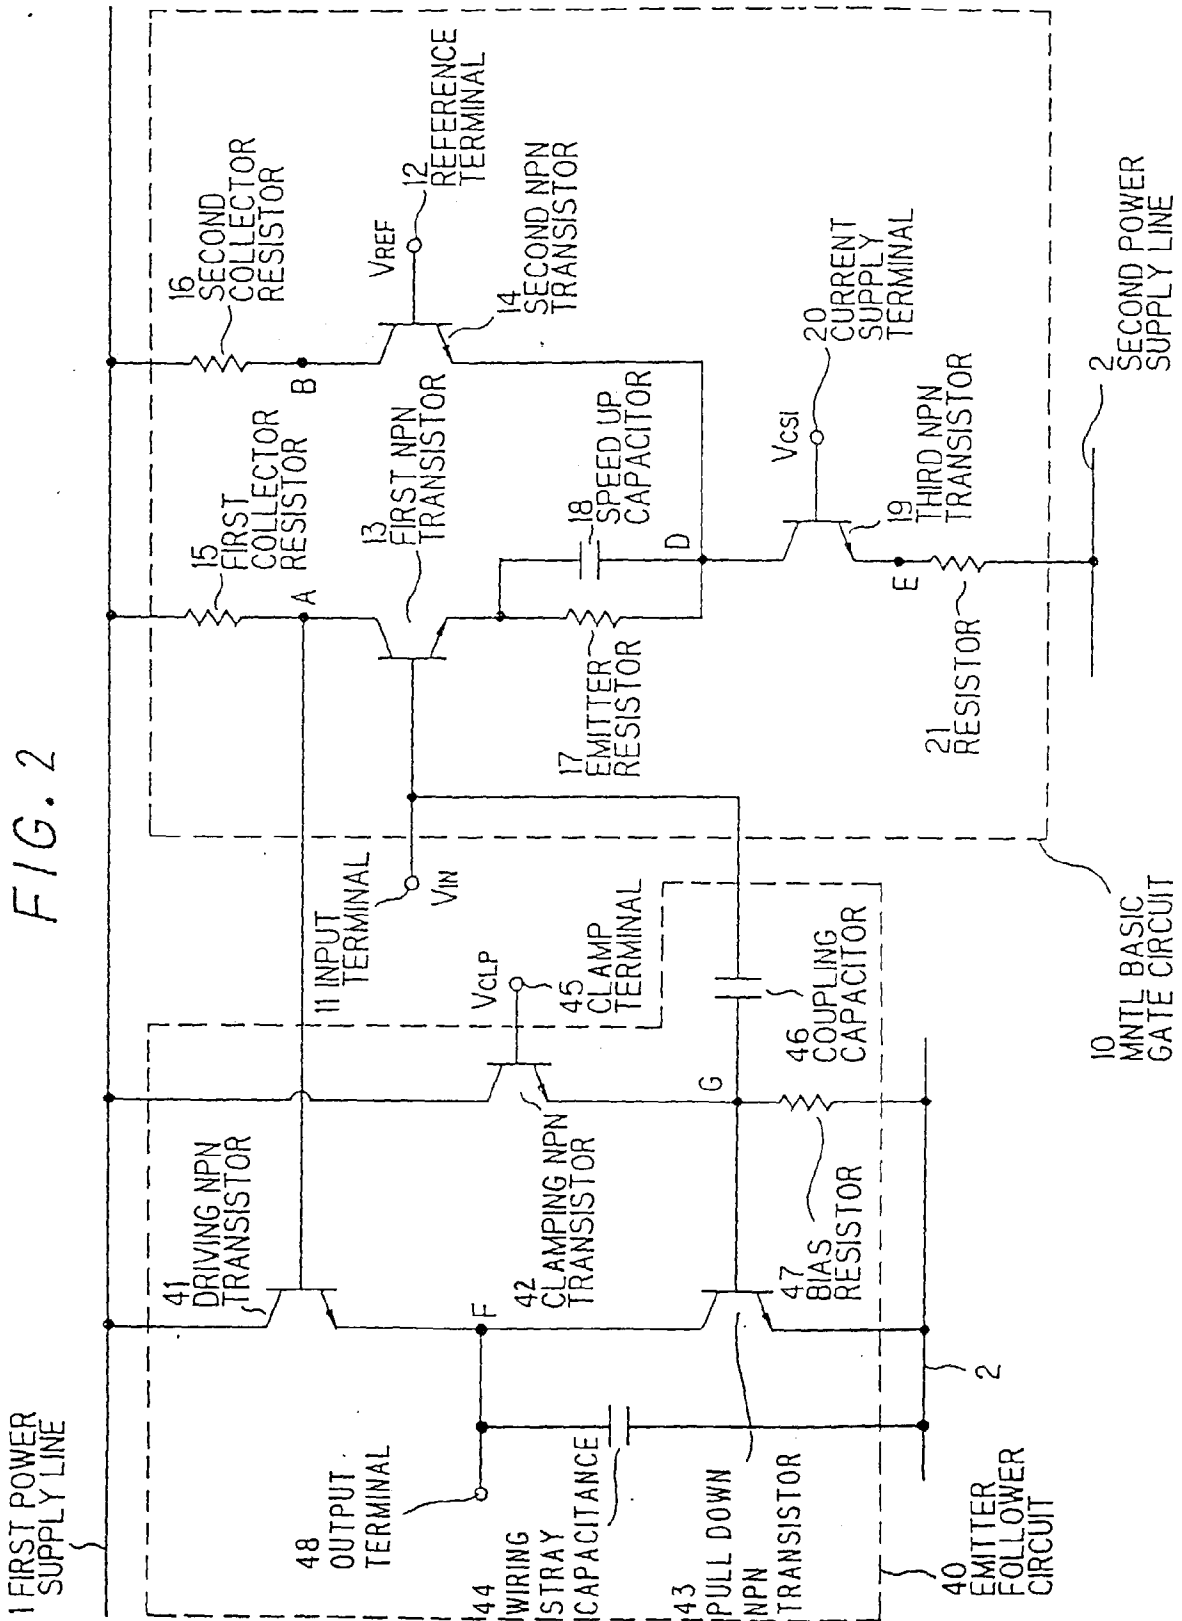 FIG. 2
1 FIRST POWER
SUPPLY LINE
41
DRIVING NPN
TRANSISTOR
15
FIRST
COLLECTOR
RESISTOR
16
SECOND
COLLECTOR
RESISTOR
A
B
48
OUTPUT
TERMINAL
11 INPUT
TERMINAL
VIN
13
FIRST NPN
TRANSISTOR
VREF
12
REFERENCE
TERMINAL
14
SECOND NPN
TRANSISTOR
F
42
CLAMPING NPN
TRANSISTOR
VCLP
45
CLAMP
TERMINAL
44
WIRING
STRAY
CAPACITANCE
17
EMITTER
RESISTOR
18
SPEED UP
CAPACITOR
D
43
PULL DOWN
NPN
TRANSISTOR
G
47
BIAS
RESISTOR
46
COUPLING
CAPACITOR
VCSI
20
CURRENT
SUPPLY
TERMINAL
19
THIRD NPN
TRANSISTOR
E
21
RESISTOR
2
40
EMITTER
FOLLOWER
CIRCUIT
10
MNTL BASIC
GATE CIRCUIT
2
SECOND POWER
SUPPLY LINE